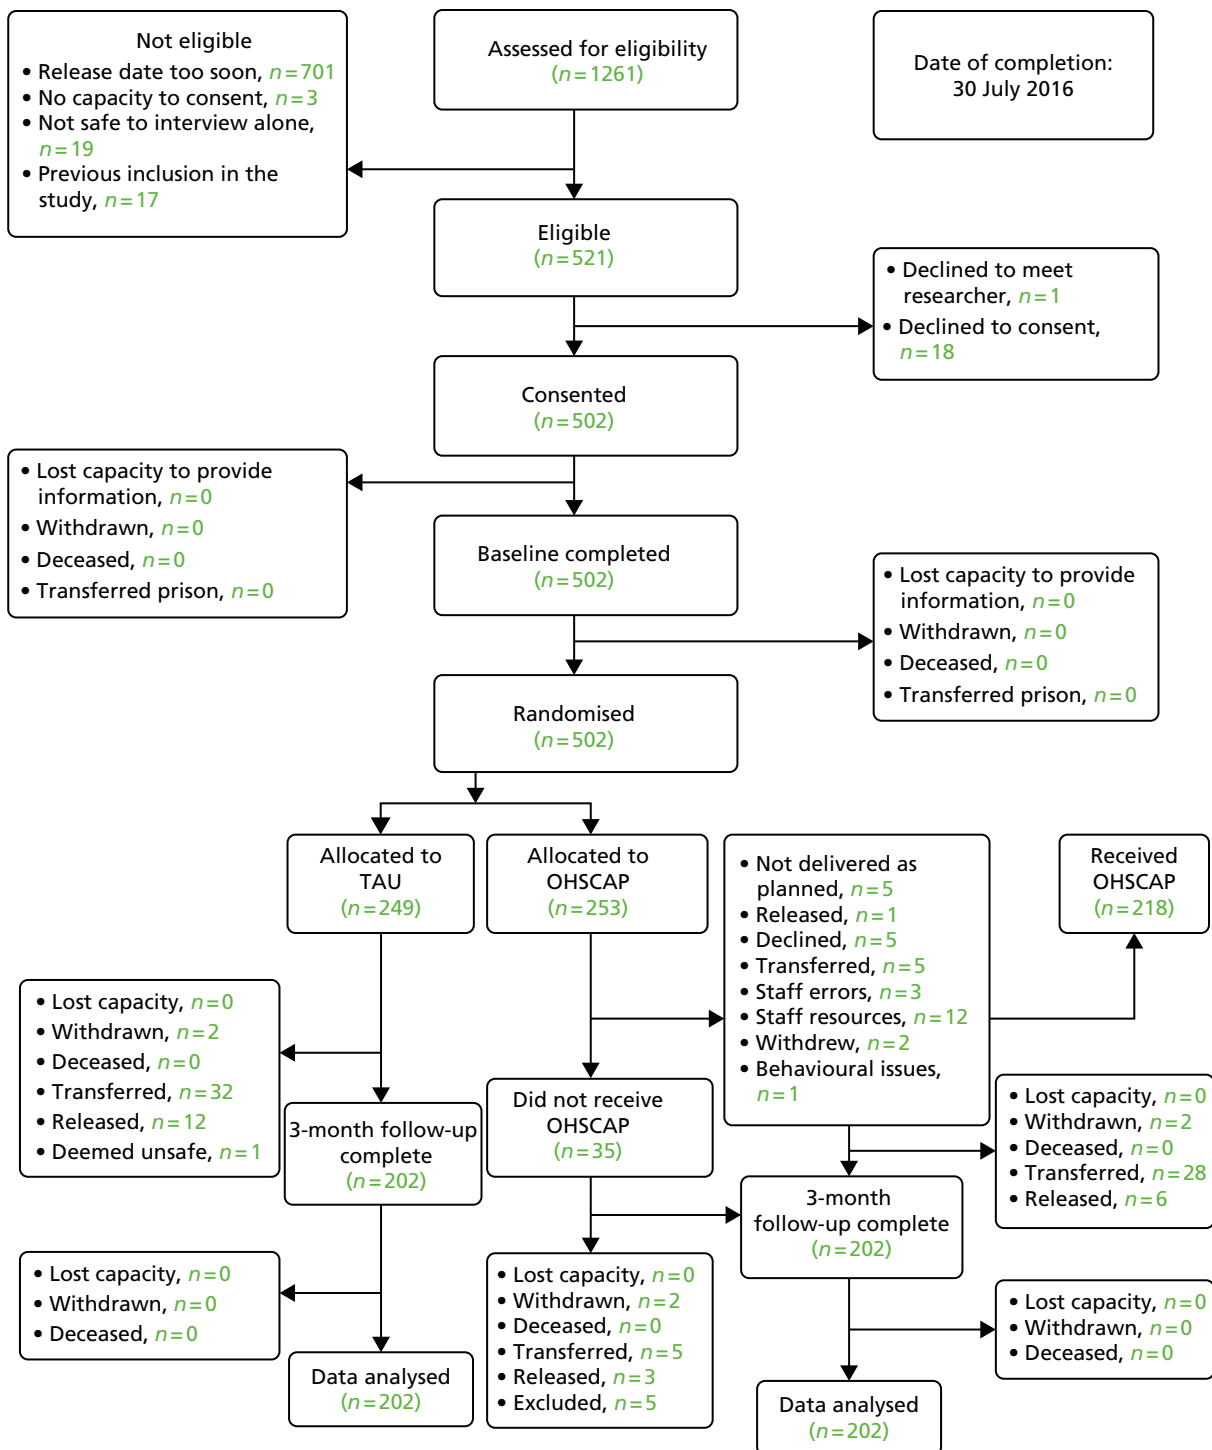 Not eligible
• Release date too soon, n=701
• No capacity to consent, n=3
• Not safe to interview alone,
n=19
• Previous inclusion in the
study, n=17
Assessed for eligibility
(n=1261)
Date of completion:
30 July 2016
Eligible
(n=521)
• Declined to meet
researcher, n=1
• Declined to consent,
n=18
Consented
(n=502)
• Lost capacity to provide
information, n=0
• Withdrawn, n=0
• Deceased, n=0
• Transferred prison, n=0
Baseline completed
(n=502)
• Lost capacity to provide
information, n=0
• Withdrawn, n=0
• Deceased, n=0
• Transferred prison, n=0
Randomised
(n=502)
Allocated to
TAU
(n=249)
Allocated to
OHSCAP
(n=253)
• Not delivered as
planned, n=5
• Released, n=1
• Declined, n=5
• Transferred, n=5
• Staff errors, n=3
• Staff resources, n=12
• Withdrew, n=2
• Behavioural issues,
n=1
Received
OHSCAP
(n=218)
• Lost capacity, n=0
• Withdrawn, n=2
• Deceased, n=0
• Transferred, n=32
• Released, n=12
• Deemed unsafe, n=1
3-month follow-up
complete
(n=202)
Did not receive
OHSCAP
(n=35)
• Lost capacity, n=0
• Withdrawn, n=2
• Deceased, n=0
• Transferred, n=28
• Released, n=6
3-month
follow-up complete
(n=202)
• Lost capacity, n=0
• Withdrawn, n=0
• Deceased, n=0
• Lost capacity, n=0
• Withdrawn, n=2
• Deceased, n=0
• Transferred, n=5
• Released, n=3
• Excluded, n=5
• Lost capacity, n=0
• Withdrawn, n=0
• Deceased, n=0
Data analysed
(n=202)
Data analysed
(n=202)